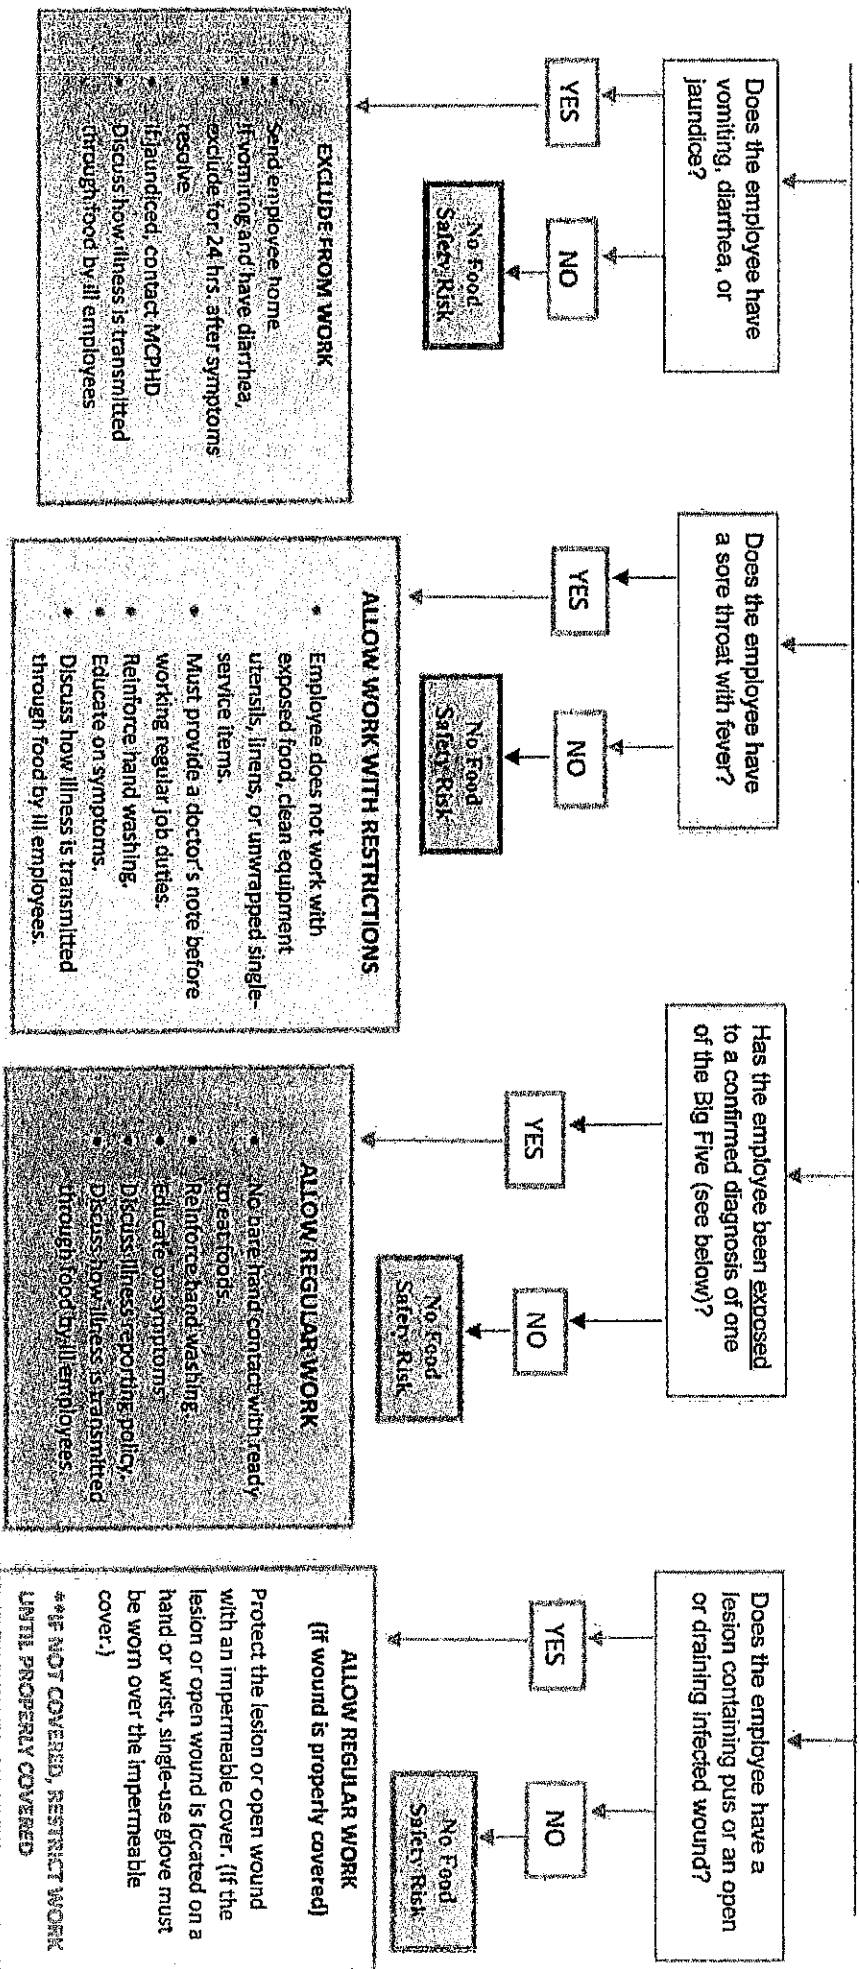 Does the employee have
vomiting, diarrhea, or
jaundice?
YES
NO
No Food
Safety Risk
EXCLUDE FROM WORK
• Send employee home
• If vomiting and have diarrhea,
exclude for 24 hrs. after symptoms
resolve.
• If jaundiced, contact MCPHD
• Discuss how illness is transmitted
through food by ill employees
Does the employee have
a sore throat with fever?
YES
NO
No Food
Safety Risk
ALLOW WORK WITH RESTRICTIONS
• Employee does not work with
exposed food, clean equipment
utensils, linens, or unwrapped single-
service items.
• Must provide a doctor's note before
working regular job duties.
• Reinforce hand washing.
• Educate on symptoms.
• Discuss how illness is transmitted
through food by ill employees.
Has the employee been exposed
to a confirmed diagnosis of one
of the Big Five (see below)?
YES
NO
No Food
Safety Risk
ALLOW REGULAR WORK
• No bare hand contact with ready
to eat foods.
• Reinforce hand washing.
• Educate on symptoms.
• Discuss illness reporting policy.
• Discuss how illness is transmitted
through food by ill employees.
Does the employee have a
lesion containing pus or an open
or draining infected wound?
YES
NO
No Food
Safety Risk
ALLOW REGULAR WORK
(if wound is properly covered)
Protect the lesion or open wound
with an impermeable cover. (If the
lesion or open wound is located on a
hand or wrist, single-use glove must
be worn over the impermeable
cover.)
**IF NOT COVERED, RESTRICT WORK
UNTIL PROPERLY COVERED